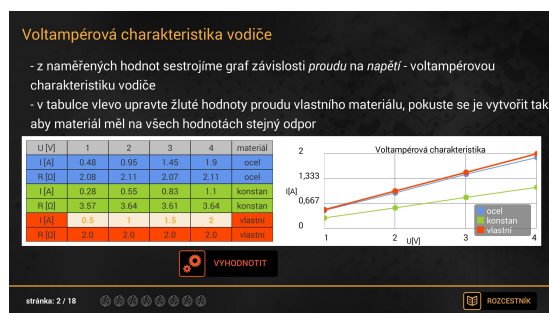 Voltampérová charakteristika vodiče
- z naměřených hodnot sestrojíme graf závislosti proudu na napětí - voltampérovou
charakteristiku vodiče
- v tabulce vlevo upravte žluté hodnoty proudu vlastního materiálu, pokuste se je vytvořit tak
aby materiál měl na všech hodnotách stejný odpor
U [V] 1 2 3 4 materiál
I [A] 0.48 0.95 1.45 1.9 ocel
R [Ω] 2.08 2.11 2.07 2.11 ocel
I [A] 0.28 0.55 0.83 1.1 konstan
R [Ω] 3.57 3.64 3.61 3.64 konstan
I [A] 0.5 1 1.5 2 vlastní
R [Ω] 2.0 2.0 2.0 2.0 vlastní
Voltampérová charakteristika
2
1,333
I[A]
0,667
0
1 2 3 4
U[V]
ocel
konstan
vlastní
VYHODNOTIT
stránka: 2 / 18
ROZCESTNÍK